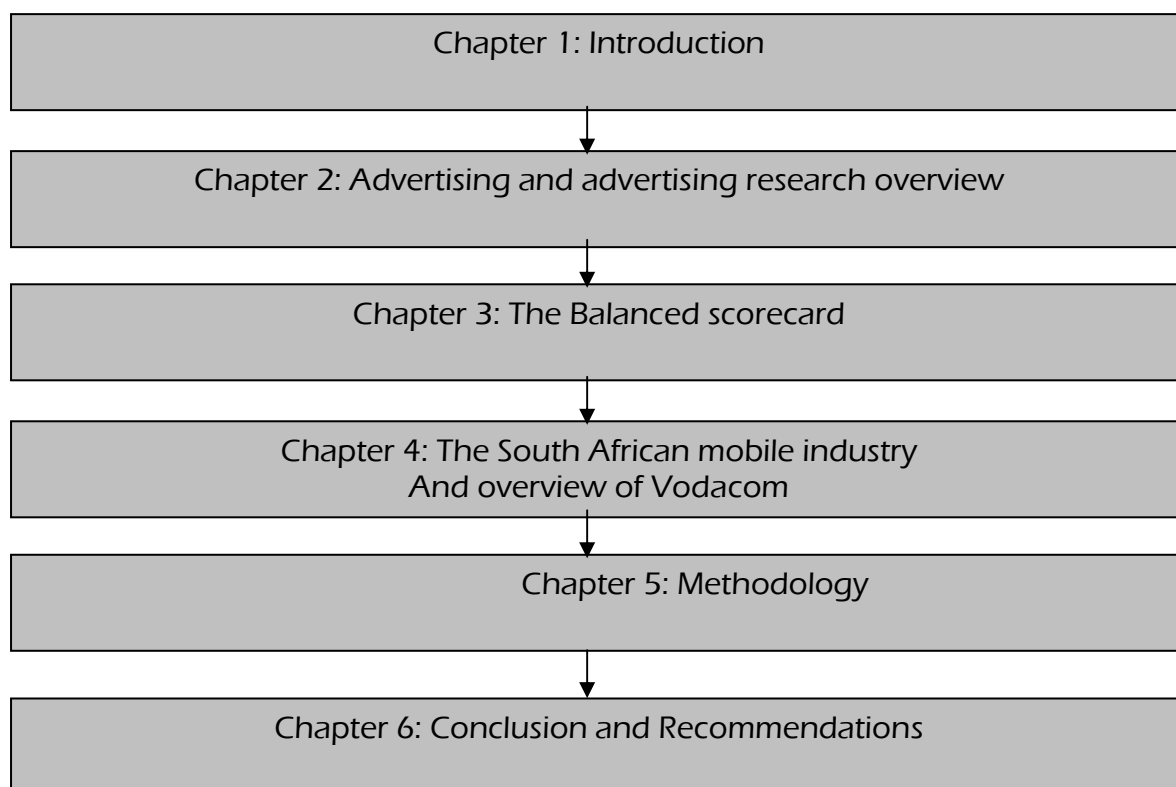 Chapter 1: Introduction
Chapter 2: Advertising and advertising research overview
Chapter 3: The Balanced scorecard
Chapter 4: The South African mobile industry
And overview of Vodacom
Chapter 5: Methodology
Chapter 6: Conclusion and Recommendations